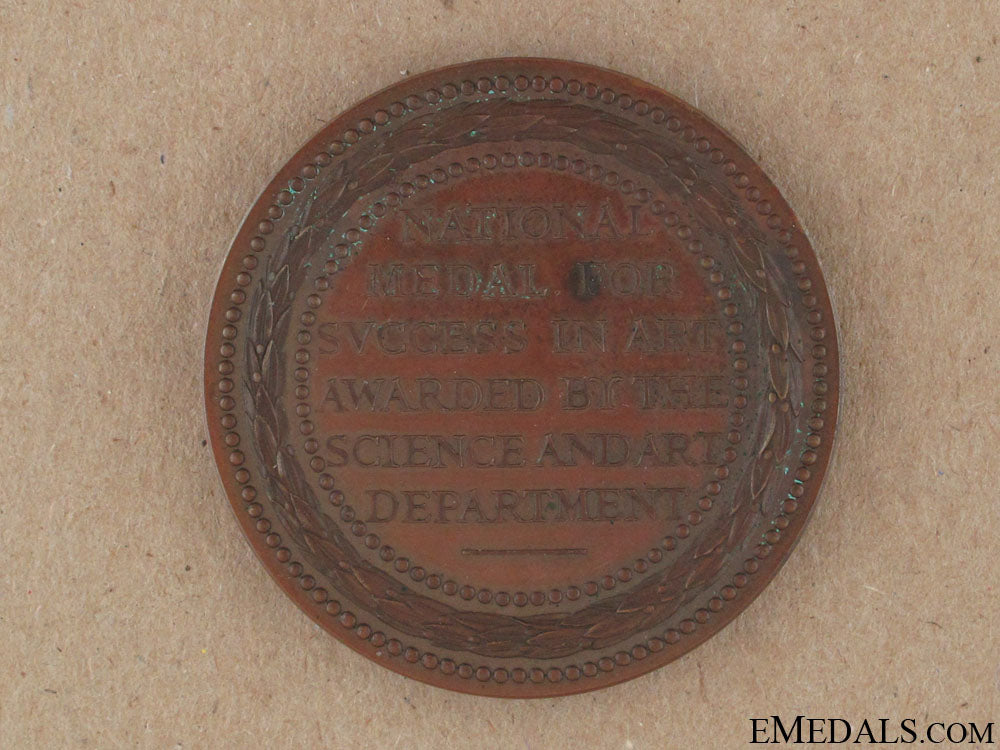 NATIONAL
MEDAL FOR
SVCCESS IN ART
AWARDED BY THE
SCIENCE AND ART
DEPARTMENT
EMEDALS.COM